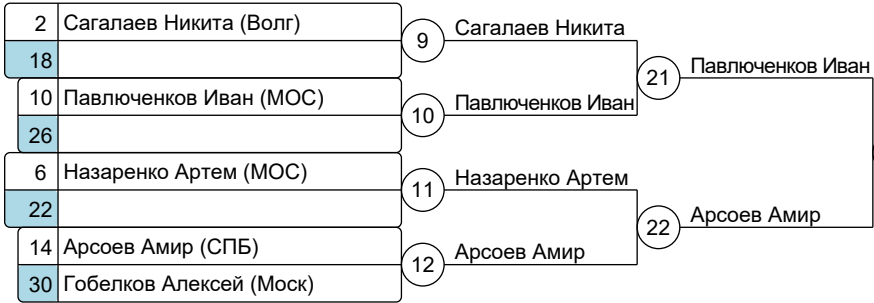 2 Сагалаев Никита (Волг)
9 Сагалаев Никита
18
21 Павлюченков Иван
10 Павлюченков Иван (МОС)
10 Павлюченков Иван
26
6 Назаренко Артем (МОС)
11 Назаренко Артем
22
22 Арсоев Амир
14 Арсоев Амир (СПБ)
12 Арсоев Амир
30 Гобелков Алексей (Моск)